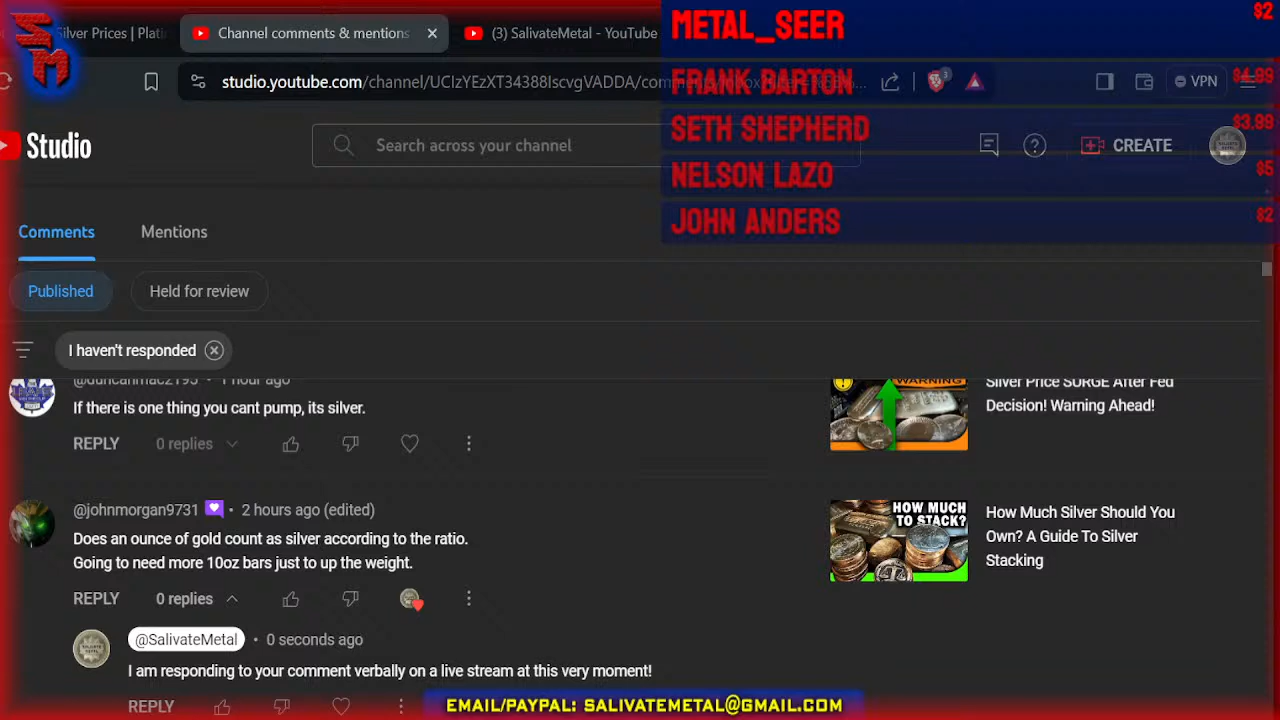 SM
Silver Prices | Plati
Channel comments & mentions
(3) SalivateMetal - YouTube
METAL_SEER $2
studio.youtube.com/channel/UCIzYEzXT34388IscvgVADDA/com
3
VPN
FRANK BARTON $4.99
SETH SHEPHERD $3.99
Studio
Search across your channel
CREATE
NELSON LAZO $5
JOHN ANDERS $2
Comments
Mentions
Published
Held for review
I haven't responded
@duncanmac2195 • 1 hour ago
If there is one thing you cant pump, its silver.
REPLY 0 replies
WARNING
Silver Price SURGE After Fed
Decision! Warning Ahead!
@johnmorgan9731 • 2 hours ago (edited)
Does an ounce of gold count as silver according to the ratio.
Going to need more 10oz bars just to up the weight.
REPLY 0 replies
HOW MUCH
TO STACK?
How Much Silver Should You
Own? A Guide To Silver
Stacking
@SalivateMetal • 0 seconds ago
I am responding to your comment verbally on a live stream at this very moment!
REPLY
EMAIL/PAYPAL: SALIVATEMETAL@GMAIL.COM